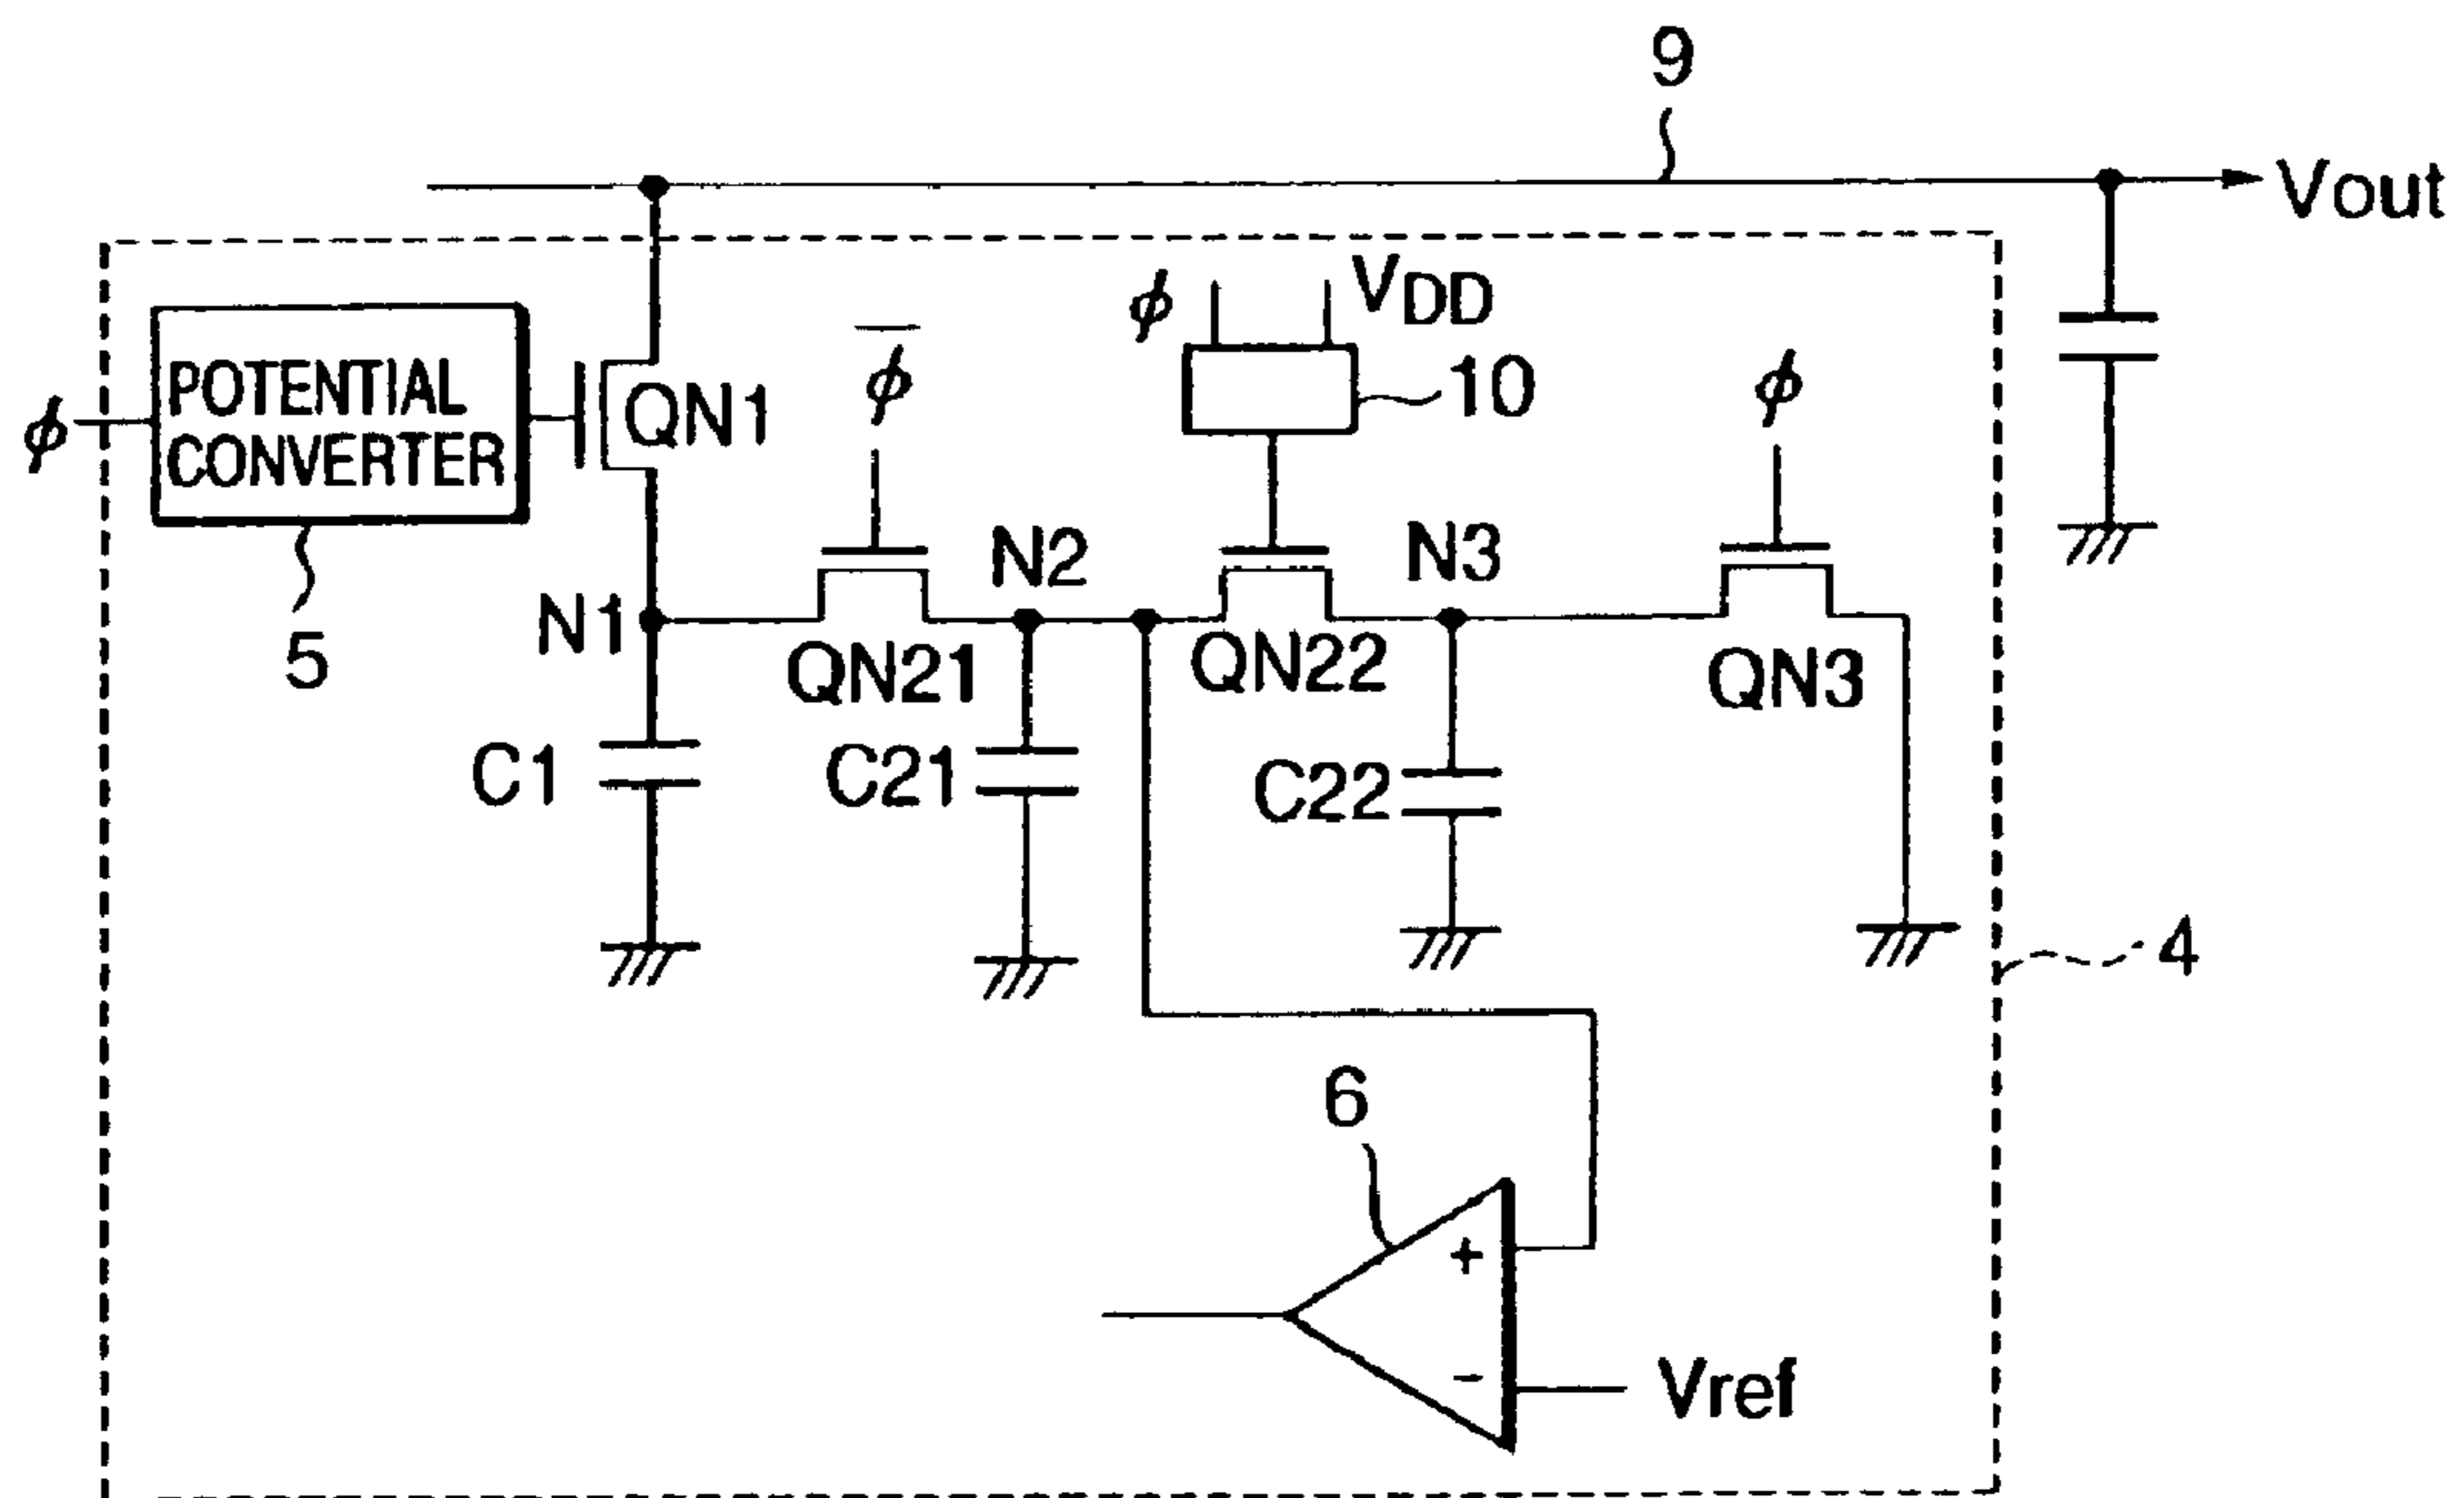 9
Vout
ϕ
VDD
10
ϕ̅
ϕ
ϕ
POTENTIAL
CONVERTER
QN1
5
N1
N2
N3
QN21
QN22
QN3
C1
C21
C22
4
6
+
-
Vref